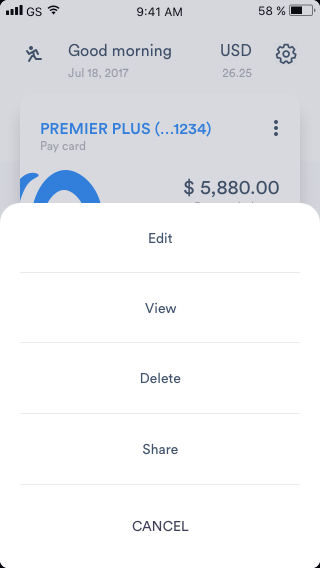 GS 9:41 AM 58 %
Good morning USD
Jul 18, 2017 26.25
PREMIER PLUS (...1234)
Pay card
$ 5,880.00
Edit
View
Delete
Share
CANCEL